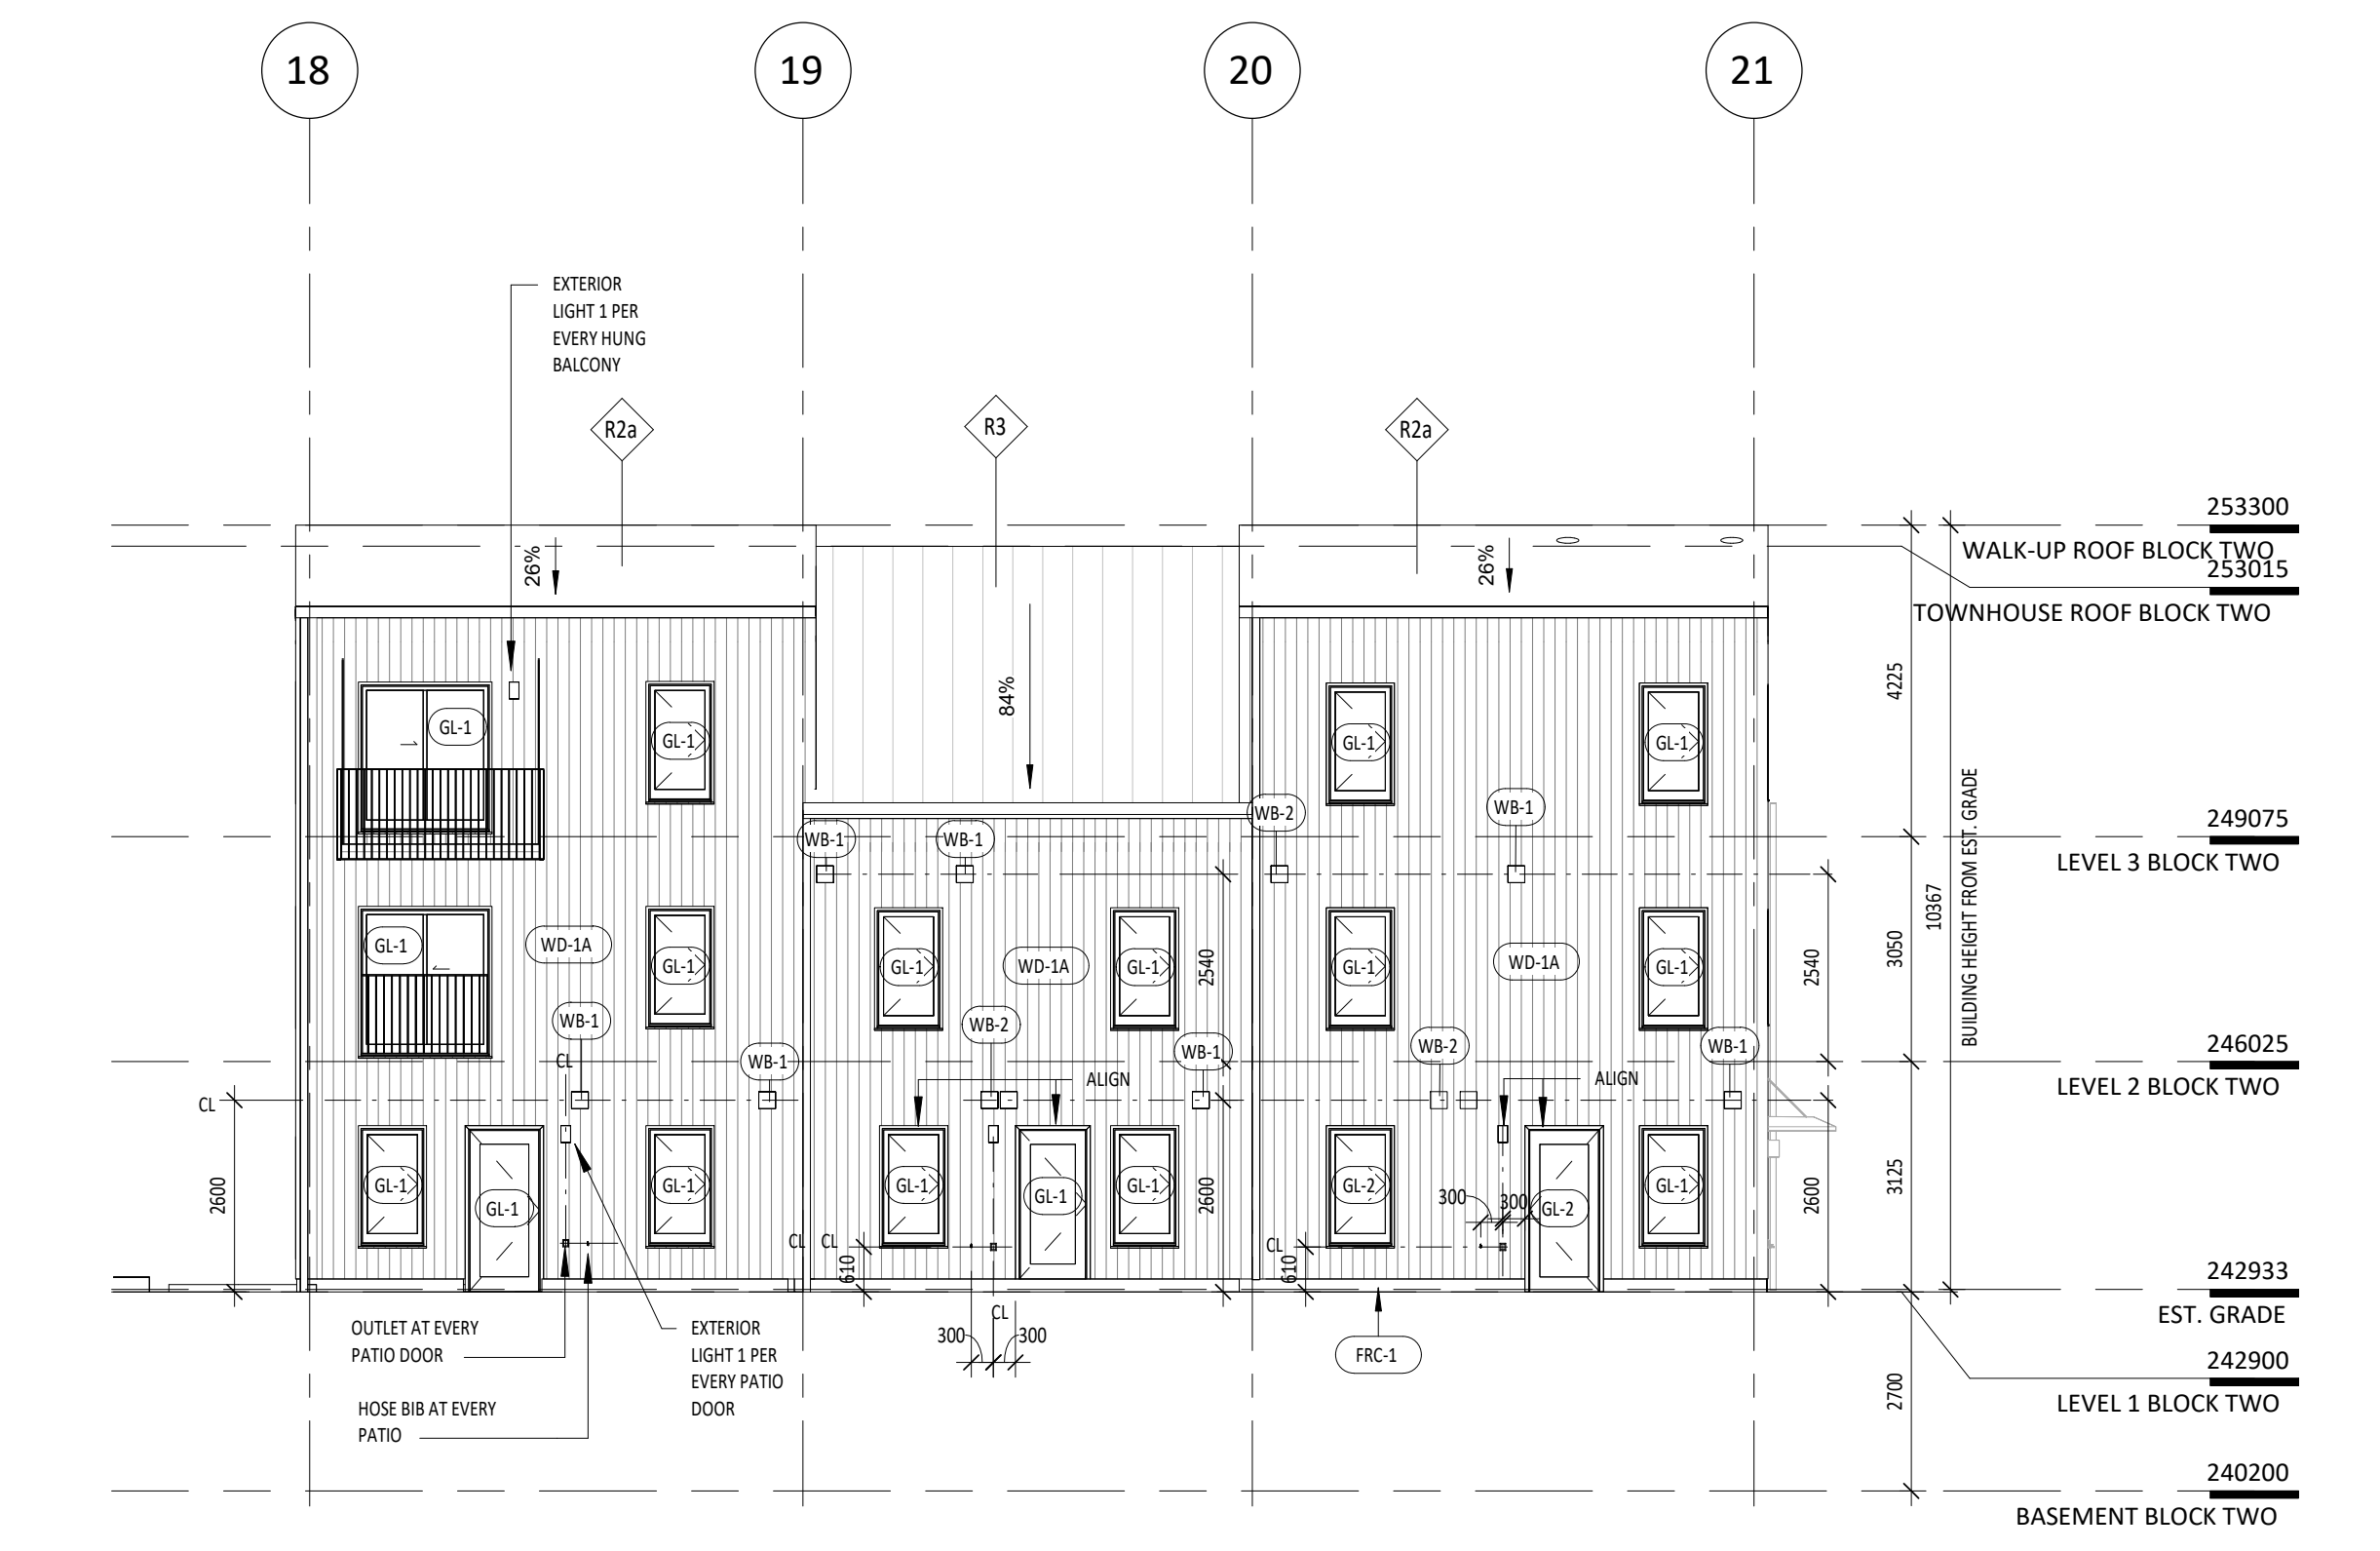 18
19
20
21
EXTERIOR
LIGHT 1 PER
EVERY HUNG
BALCONY
R2a
R3
R2a
253300
WALK-UP ROOF BLOCK TWO
253015
TOWNHOUSE ROOF BLOCK TWO
26%
26%
84%
4225
GL-1
GL-1
GL-1
GL-1
WB-1
WB-1
WB-2
WB-1
249075
LEVEL 3 BLOCK TWO
10367
BUILDING HEIGHT FROM EST. GRADE
GL-1
WD-1A
GL-1
GL-1
WD-1A
GL-1
2540
GL-1
WD-1A
GL-1
2540
3050
WB-1
WB-1
WB-2
WB-1
WB-2
WB-1
246025
LEVEL 2 BLOCK TWO
CL
CL
ALIGN
ALIGN
2600
GL-1
GL-1
GL-1
GL-1
GL-1
GL-1
2600
GL-2
300
300
GL-2
GL-1
2600
3125
CL
CL
610
CL
610
242933
EST. GRADE
OUTLET AT EVERY
PATIO DOOR
EXTERIOR
LIGHT 1 PER
EVERY PATIO
DOOR
CL
300
300
FRC-1
242900
LEVEL 1 BLOCK TWO
HOSE BIB AT EVERY
PATIO
2700
240200
BASEMENT BLOCK TWO